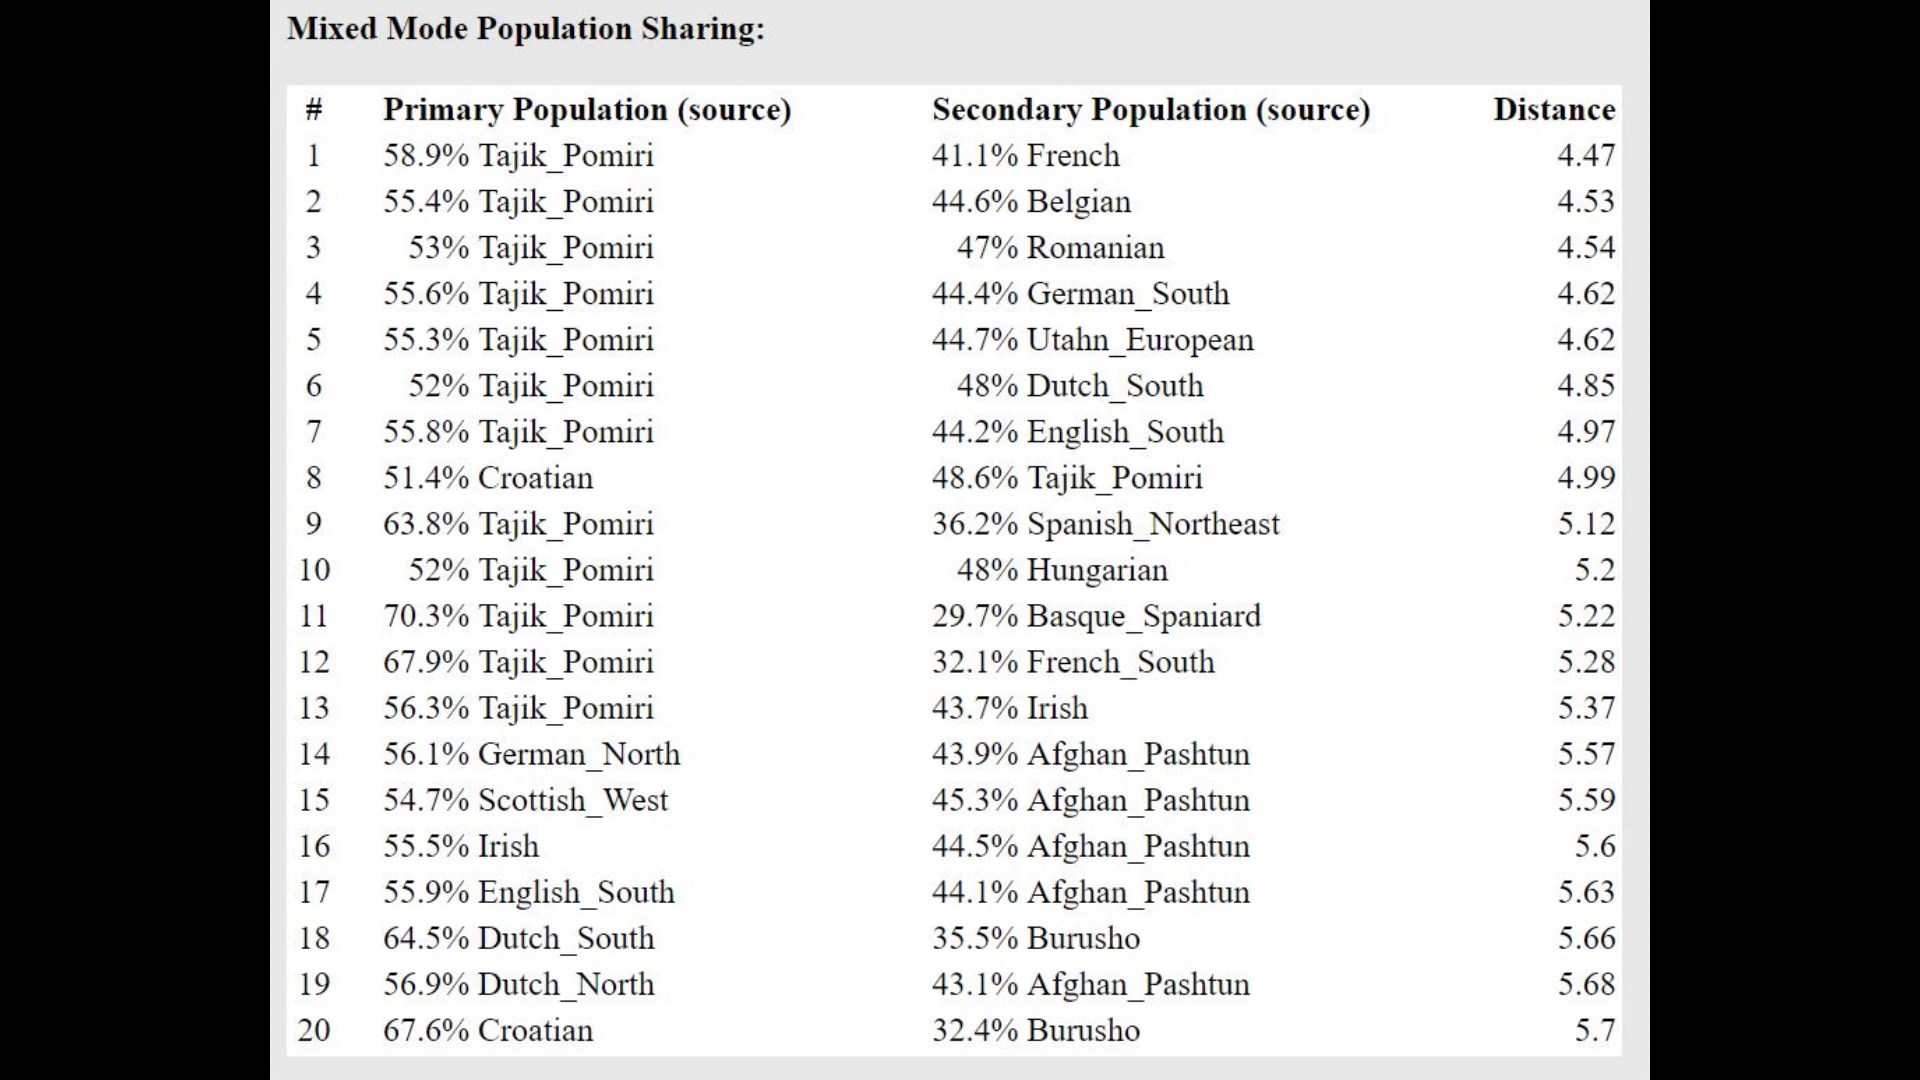 Mixed Mode Population Sharing:
# Primary Population (source) Secondary Population (source) Distance
1 58.9% Tajik_Pomiri 41.1% French 4.47
2 55.4% Tajik_Pomiri 44.6% Belgian 4.53
3 53% Tajik_Pomiri 47% Romanian 4.54
4 55.6% Tajik_Pomiri 44.4% German_South 4.62
5 55.3% Tajik_Pomiri 44.7% Utahn_European 4.62
6 52% Tajik_Pomiri 48% Dutch_South 4.85
7 55.8% Tajik_Pomiri 44.2% English_South 4.97
8 51.4% Croatian 48.6% Tajik_Pomiri 4.99
9 63.8% Tajik_Pomiri 36.2% Spanish_Northeast 5.12
10 52% Tajik_Pomiri 48% Hungarian 5.2
11 70.3% Tajik_Pomiri 29.7% Basque_Spaniard 5.22
12 67.9% Tajik_Pomiri 32.1% French_South 5.28
13 56.3% Tajik_Pomiri 43.7% Irish 5.37
14 56.1% German_North 43.9% Afghan_Pashtun 5.57
15 54.7% Scottish_West 45.3% Afghan_Pashtun 5.59
16 55.5% Irish 44.5% Afghan_Pashtun 5.6
17 55.9% English_South 44.1% Afghan_Pashtun 5.63
18 64.5% Dutch_South 35.5% Burusho 5.66
19 56.9% Dutch_North 43.1% Afghan_Pashtun 5.68
20 67.6% Croatian 32.4% Burusho 5.7